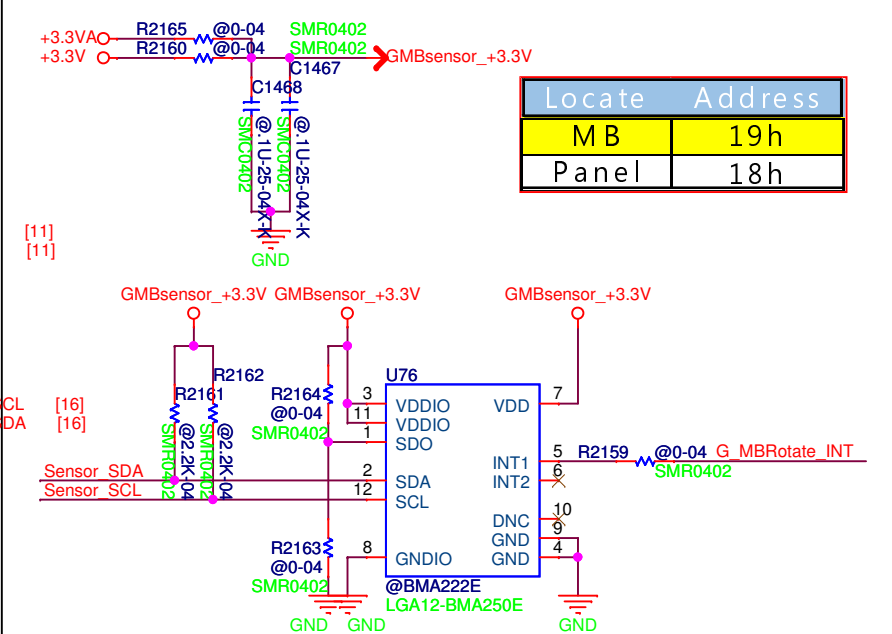 R2165 @0-04 SMR0402
+3.3VA
R2160 @0-04 SMR0402
+3.3V
GMBsensor_+3.3V
C1467
C1468
@.1U-25-04X-K
SMC0402
@.1U-25-04X-K
SMC0402
GND
Locate Address
MB 19h
Panel 18h
[11]
[11]
GMBsensor_+3.3V GMBsensor_+3.3V GMBsensor_+3.3V
R2162
R2161
@2.2K-04
SMR0402
@2.2K-04
SMR0402
CL [16]
DA [16]
Sensor_SDA
Sensor_SCL
R2164
@0-04
SMR0402
R2163
@0-04
SMR0402
U76
3 VDDIO VDD 7
11 VDDIO
1 SDO
INT1 5
2 SDA INT2 6
12 SCL
DNC 10
GND 9
8 GNDIO GND 4
@BMA222E
LGA12-BMA250E
R2159 @0-04 G_MBRotate_INT
SMR0402
GND GND GND